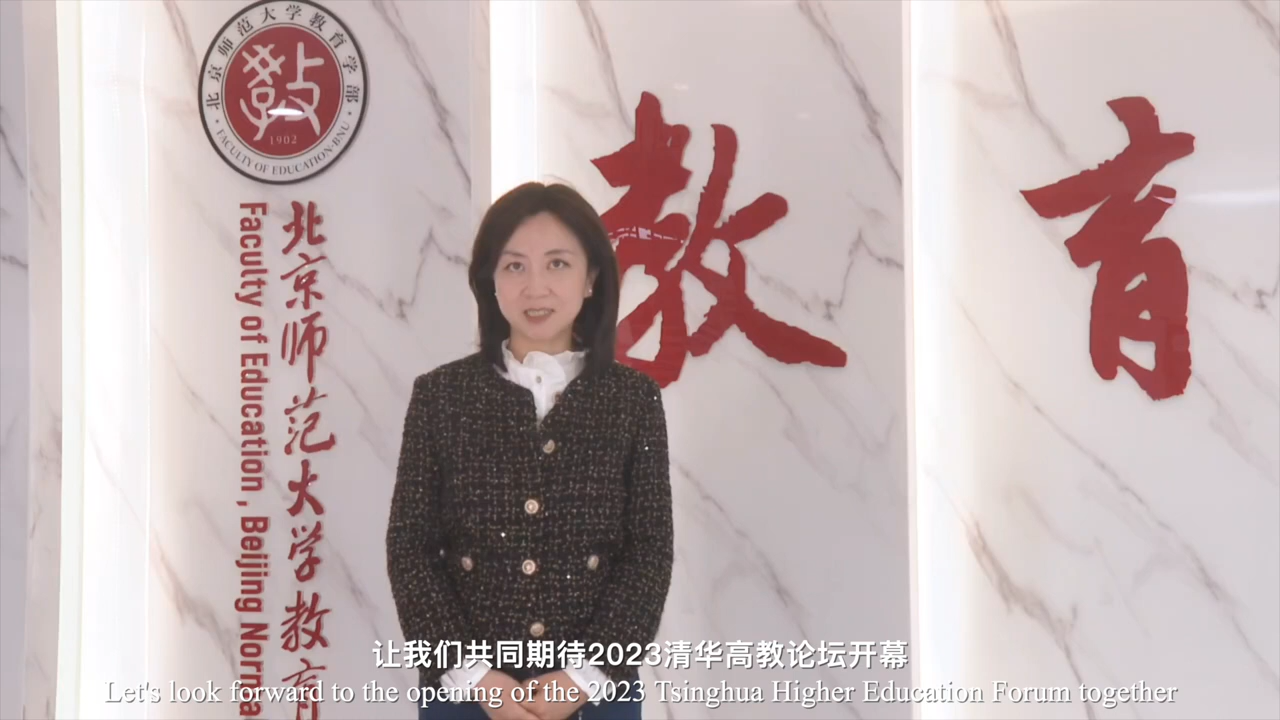 北京师范大学教育学部
1902
FACULTY OF EDUCATION-BNU
北京师范大学教育
Faculty of Education , Beijing Norma
教育
让我们共同期待2023清华高教论坛开幕
Let's look forward to the opening of the 2023 Tsinghua Higher Education Forum together